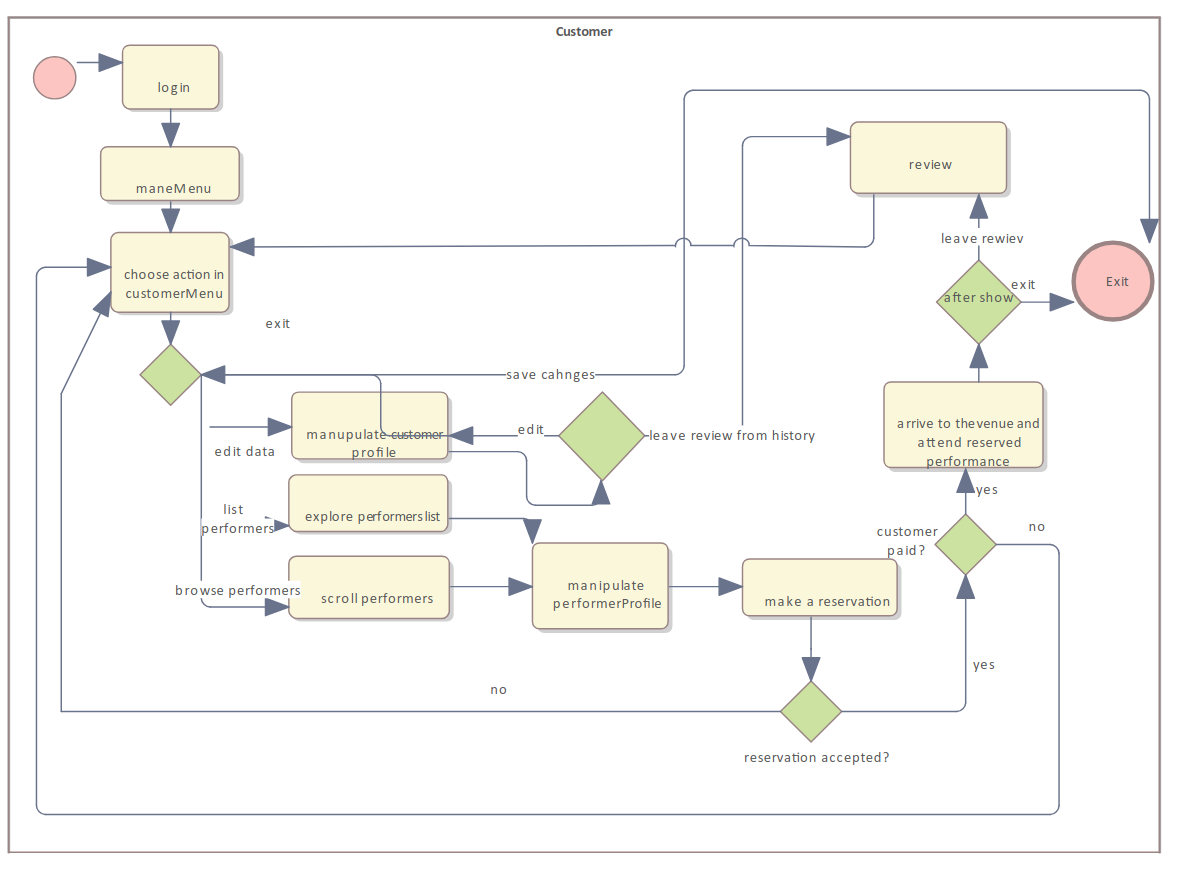 Customer
login
maneMenu
review
leave rewiev
choose action in
customerMenu
exit
Exit
after show
exit
save cahnges
manupulate customer
profile
edit
leave review from history
edit data
arrive to thevenue and
attend reserved
performance
yes
list
performers
explore performers list
customer
paid?
no
browse performers
scroll performers
manipulate
performerProfile
make a reservation
yes
no
reservation accepted?